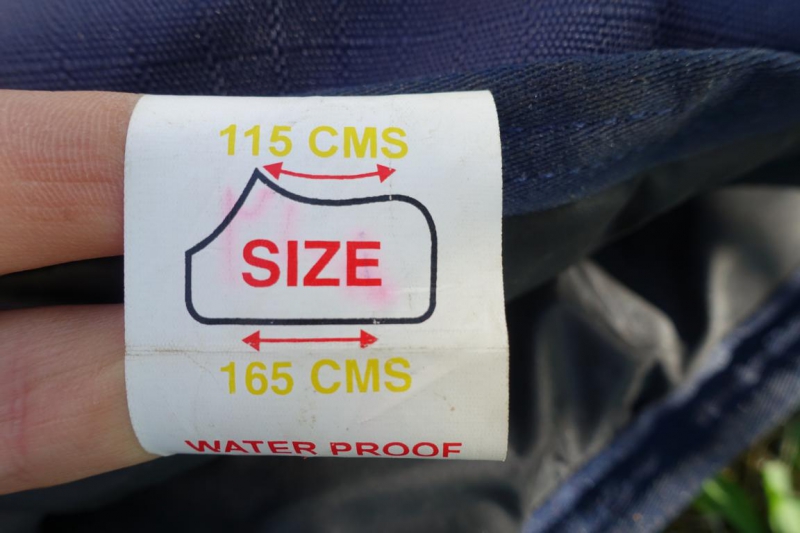 115 CMS
SIZE
165 CMS
WATER PROOF